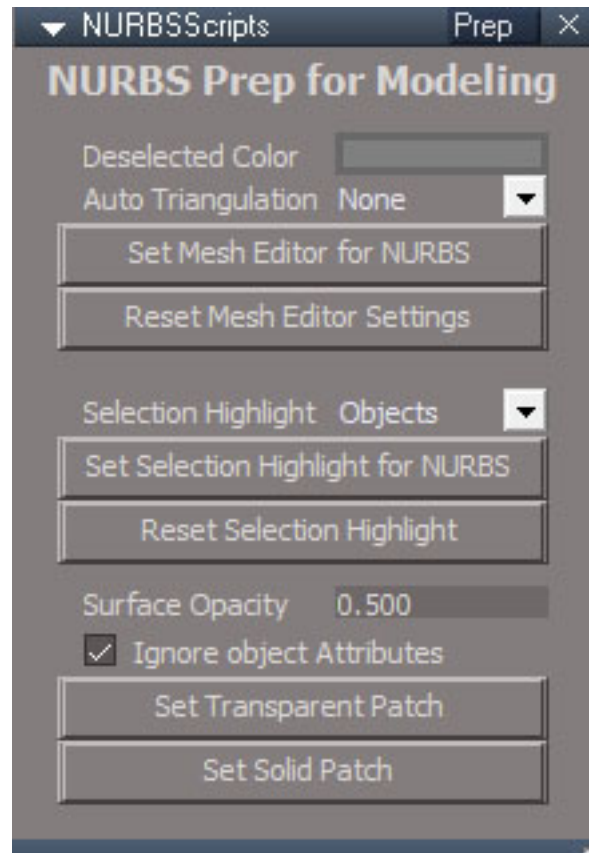 NURBSScripts Prep
NURBS Prep for Modeling
Deselected Color
Auto Triangulation None
Set Mesh Editor for NURBS
Reset Mesh Editor Settings
Selection Highlight Objects
Set Selection Highlight for NURBS
Reset Selection Highlight
Surface Opacity 0.500
Ignore object Attributes
Set Transparent Patch
Set Solid Patch